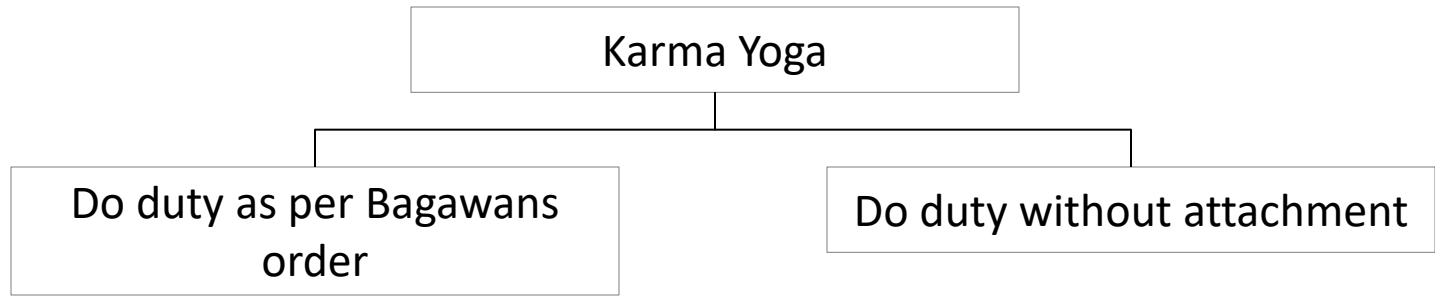 Karma Yoga
Do duty as per Bagawans
order
Do duty without attachment